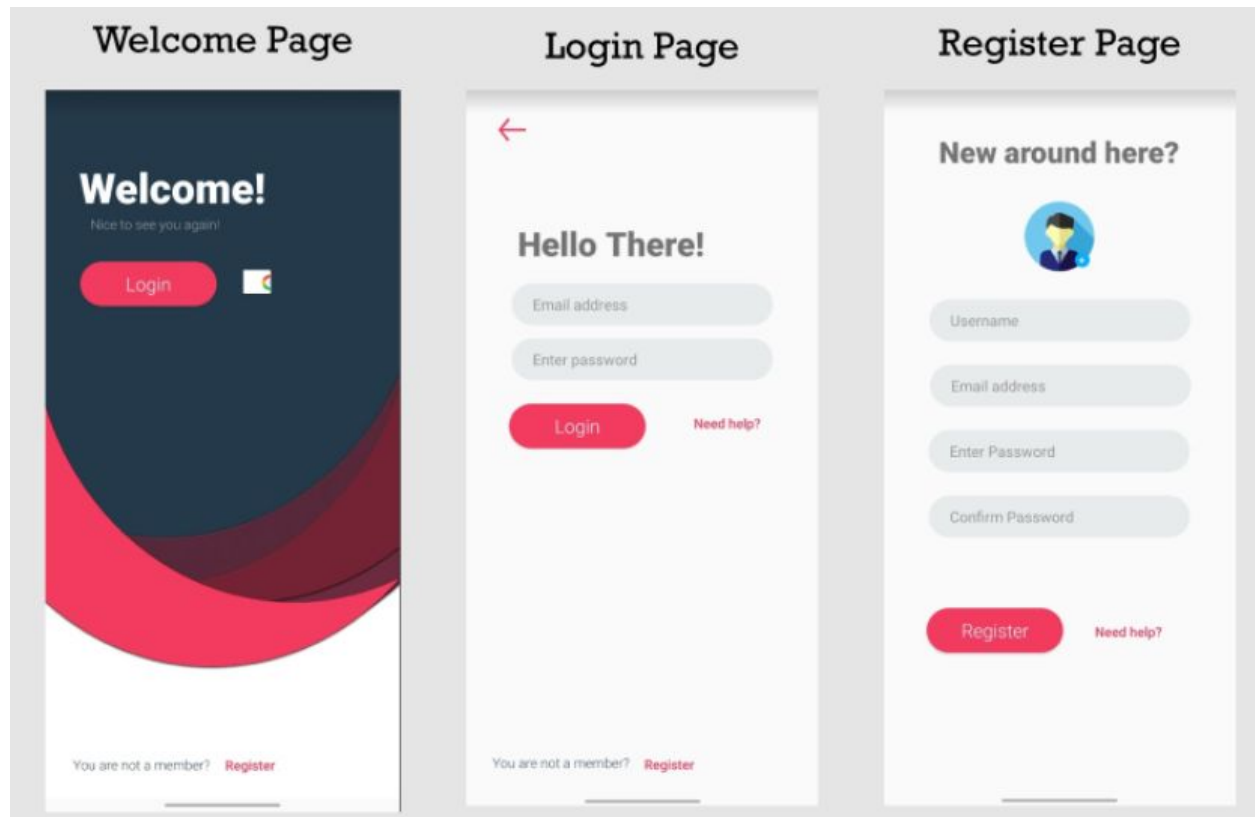 Welcome Page
Welcome!
Nice to see you again!
Login
You are not a member? Register
Login Page
Hello There!
Email address
Enter password
Login Need help?
You are not a member? Register
Register Page
New around here?
Username
Email address
Enter Password
Confirm Password
Register Need help?